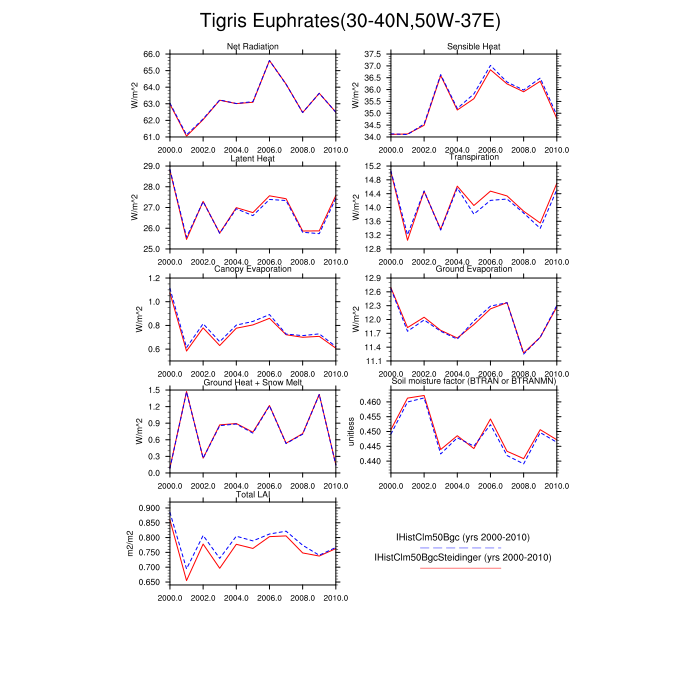 Tigris Euphrates(30-40N,50W-37E)
Net Radiation
W/m^2
66.0
65.0
64.0
63.0
62.0
61.0
2000.0 2002.0 2004.0 2006.0 2008.0 2010.0
Sensible Heat
W/m^2
37.5
37.0
36.5
36.0
35.5
35.0
34.5
34.0
2000.0 2002.0 2004.0 2006.0 2008.0 2010.0
Latent Heat
W/m^2
29.0
28.0
27.0
26.0
25.0
2000.0 2002.0 2004.0 2006.0 2008.0 2010.0
Transpiration
W/m^2
15.2
14.8
14.4
14.0
13.6
13.2
12.8
2000.0 2002.0 2004.0 2006.0 2008.0 2010.0
Canopy Evaporation
W/m^2
1.2
1.0
0.8
0.6
2000.0 2002.0 2004.0 2006.0 2008.0 2010.0
Ground Evaporation
W/m^2
12.9
12.6
12.3
12.0
11.7
11.4
11.1
2000.0 2002.0 2004.0 2006.0 2008.0 2010.0
Ground Heat + Snow Melt
W/m^2
1.5
1.2
0.9
0.6
0.3
0.0
2000.0 2002.0 2004.0 2006.0 2008.0 2010.0
Soil moisture factor (BTRAN or BTRANMN)
unitless
0.460
0.455
0.450
0.445
0.440
2000.0 2002.0 2004.0 2006.0 2008.0 2010.0
Total LAI
m2/m2
0.900
0.850
0.800
0.750
0.700
0.650
2000.0 2002.0 2004.0 2006.0 2008.0 2010.0
IHistClm50Bgc (yrs 2000-2010)
IHistClm50BgcSteidinger (yrs 2000-2010)